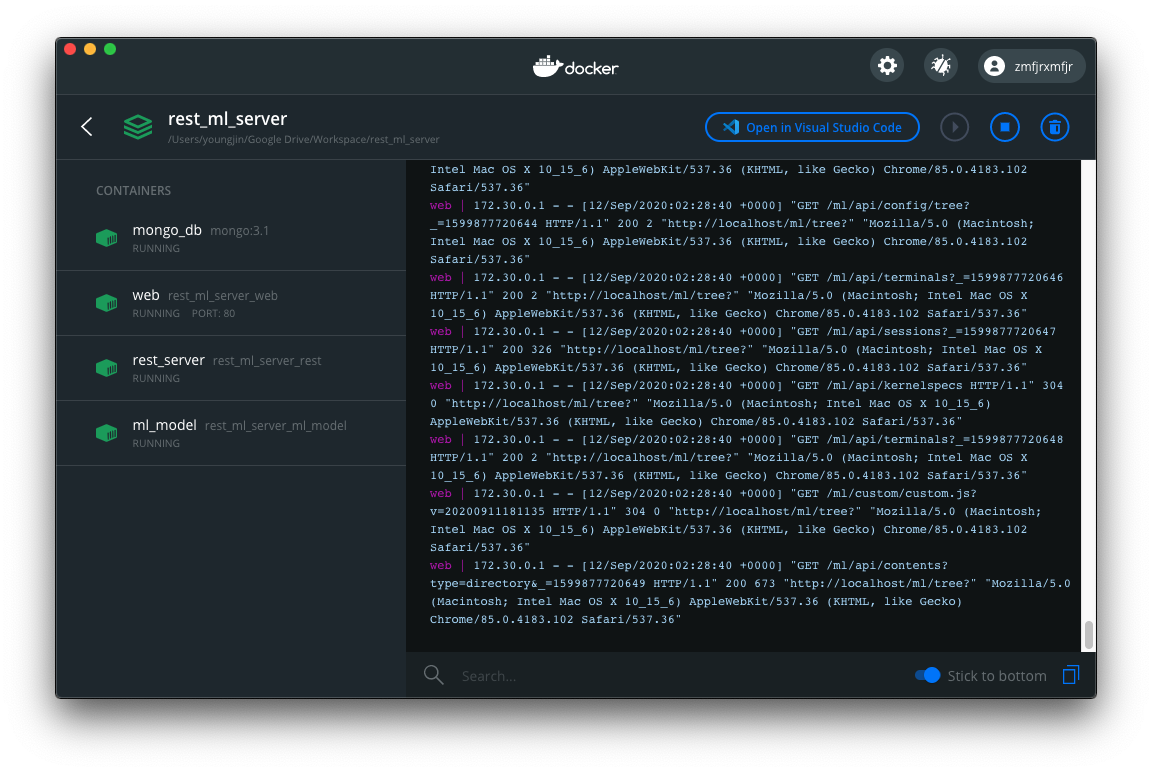 docker
zmfjrxmfjr
rest_ml_server
/Users/youngjin/Google Drive/Workspace/rest_ml_server
Open in Visual Studio Code
CONTAINERS
mongo_db mongo:3.1
RUNNING
web rest_ml_server_web
RUNNING PORT: 80
rest_server rest_ml_server_rest
RUNNING
ml_model rest_ml_server_ml_model
RUNNING
Intel Mac OS X 10_15_6) AppleWebKit/537.36 (KHTML, like Gecko) Chrome/85.0.4183.102
Safari/537.36"
web | 172.30.0.1 - - [12/Sep/2020:02:28:40 +0000] "GET /ml/api/config/tree?
_=1599877720644 HTTP/1.1" 200 2 "http://localhost/ml/tree?" "Mozilla/5.0 (Macintosh;
Intel Mac OS X 10_15_6) AppleWebKit/537.36 (KHTML, like Gecko) Chrome/85.0.4183.102
Safari/537.36"
web | 172.30.0.1 - - [12/Sep/2020:02:28:40 +0000] "GET /ml/api/terminals?_=1599877720646
HTTP/1.1" 200 2 "http://localhost/ml/tree?" "Mozilla/5.0 (Macintosh; Intel Mac OS X
10_15_6) AppleWebKit/537.36 (KHTML, like Gecko) Chrome/85.0.4183.102 Safari/537.36"
web | 172.30.0.1 - - [12/Sep/2020:02:28:40 +0000] "GET /ml/api/sessions?_=1599877720647
HTTP/1.1" 200 326 "http://localhost/ml/tree?" "Mozilla/5.0 (Macintosh; Intel Mac OS X
10_15_6) AppleWebKit/537.36 (KHTML, like Gecko) Chrome/85.0.4183.102 Safari/537.36"
web | 172.30.0.1 - - [12/Sep/2020:02:28:40 +0000] "GET /ml/api/kernelspecs HTTP/1.1" 304
0 "http://localhost/ml/tree?" "Mozilla/5.0 (Macintosh; Intel Mac OS X 10_15_6)
AppleWebKit/537.36 (KHTML, like Gecko) Chrome/85.0.4183.102 Safari/537.36"
web | 172.30.0.1 - - [12/Sep/2020:02:28:40 +0000] "GET /ml/api/terminals?_=1599877720648
HTTP/1.1" 200 2 "http://localhost/ml/tree?" "Mozilla/5.0 (Macintosh; Intel Mac OS X
10_15_6) AppleWebKit/537.36 (KHTML, like Gecko) Chrome/85.0.4183.102 Safari/537.36"
web | 172.30.0.1 - - [12/Sep/2020:02:28:40 +0000] "GET /ml/custom/custom.js?
v=20200911181135 HTTP/1.1" 304 0 "http://localhost/ml/tree?" "Mozilla/5.0 (Macintosh;
Intel Mac OS X 10_15_6) AppleWebKit/537.36 (KHTML, like Gecko) Chrome/85.0.4183.102
Safari/537.36"
web | 172.30.0.1 - - [12/Sep/2020:02:28:40 +0000] "GET /ml/api/contents?
type=directory&_=1599877720649 HTTP/1.1" 200 673 "http://localhost/ml/tree?" "Mozilla/5.0
(Macintosh; Intel Mac OS X 10_15_6) AppleWebKit/537.36 (KHTML, like Gecko)
Chrome/85.0.4183.102 Safari/537.36"
Search...
Stick to bottom